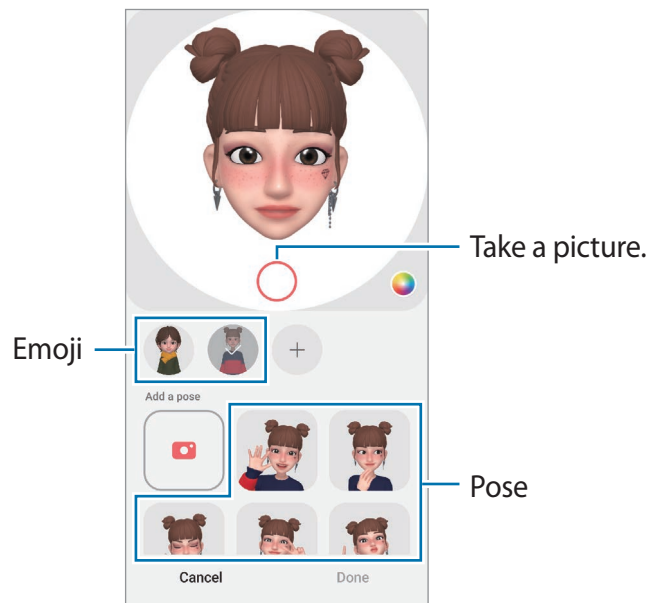 Take a picture.
Emoji
Add a pose
Pose
Cancel
Done